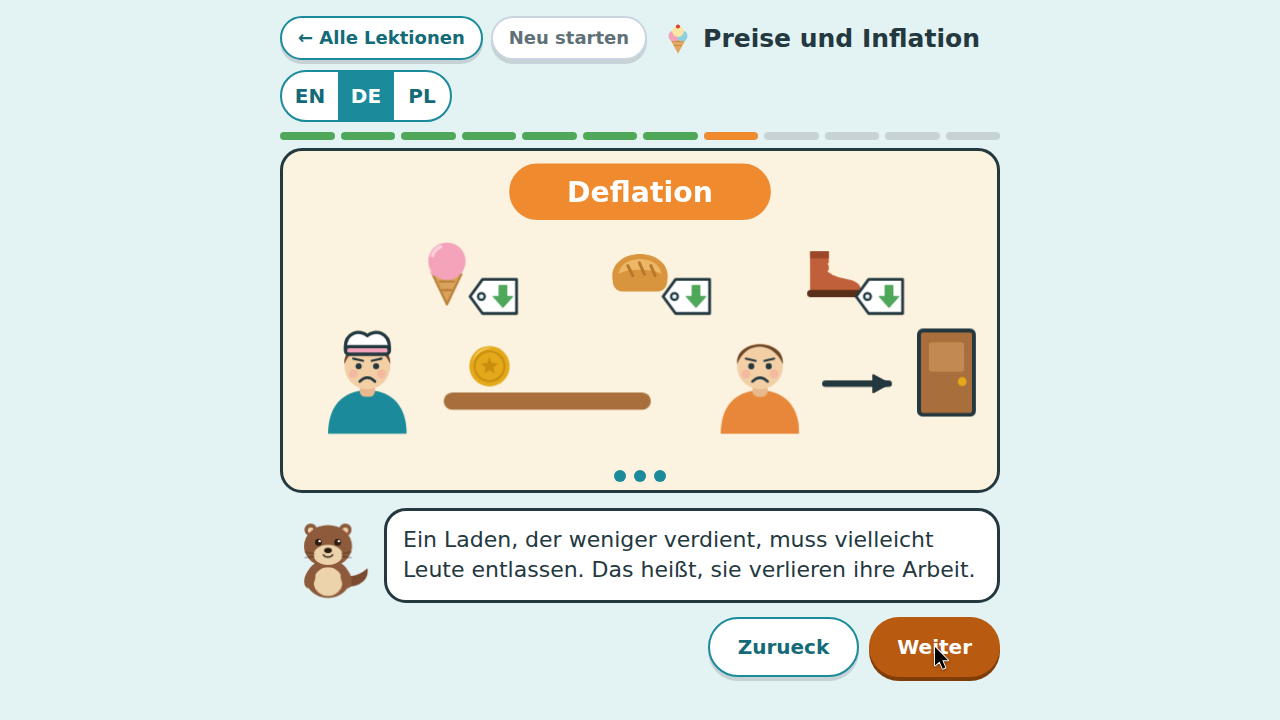 ← Alle Lektionen
Neu starten
Preise und Inflation
EN
DE
PL
Deflation
Ein Laden, der weniger verdient, muss vielleicht
Leute entlassen. Das heißt, sie verlieren ihre Arbeit.
Zurueck
Weiter